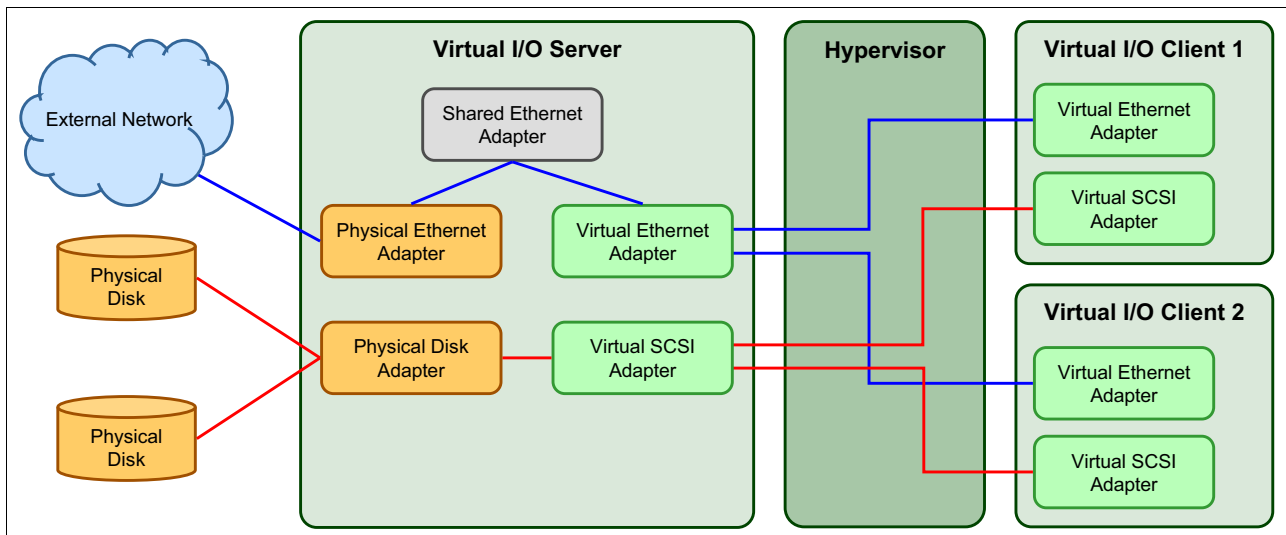 Virtual I/O Server
Hypervisor
Virtual I/O Client 1
External Network
Shared Ethernet
Adapter
Virtual Ethernet
Adapter
Virtual SCSI
Adapter
Physical Ethernet
Adapter
Virtual Ethernet
Adapter
Physical
Disk
Virtual I/O Client 2
Physical Disk
Adapter
Virtual SCSI
Adapter
Virtual Ethernet
Adapter
Physical
Disk
Virtual SCSI
Adapter